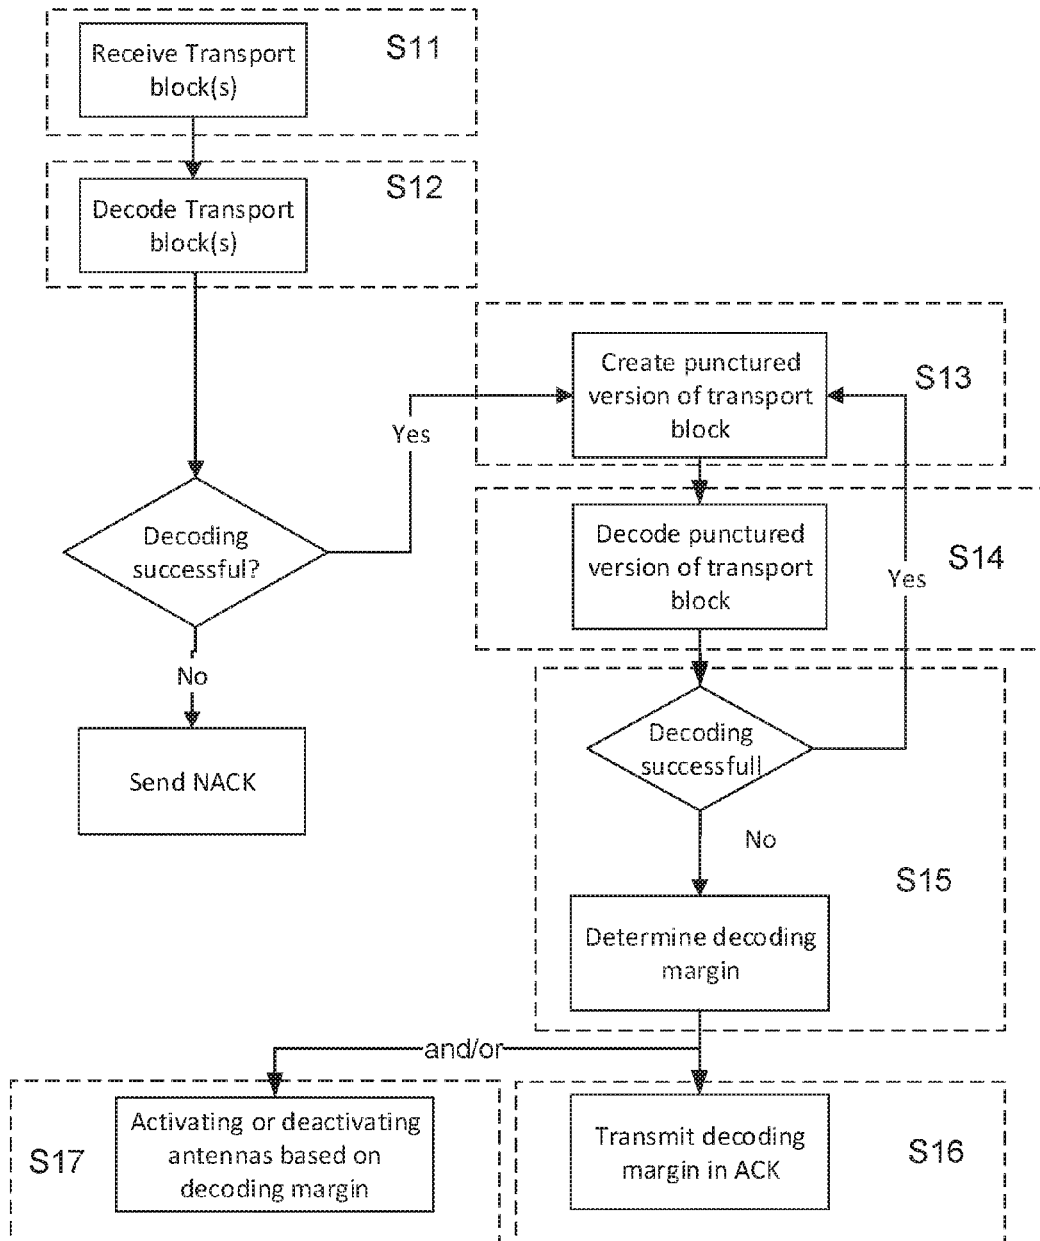 Receive Transport
block(s)
S11
Decode Transport
block(s)
S12
Create punctured
version of transport
block
S13
Yes
Decoding
successful?
Decode punctured
version of transport
block
S14
Yes
No
Send NACK
Decoding
successfull
No
S15
Determine decoding
margin
and/or
S17
Activating or deactivating
antennas based on
decoding margin
Transmit decoding
margin in ACK
S16